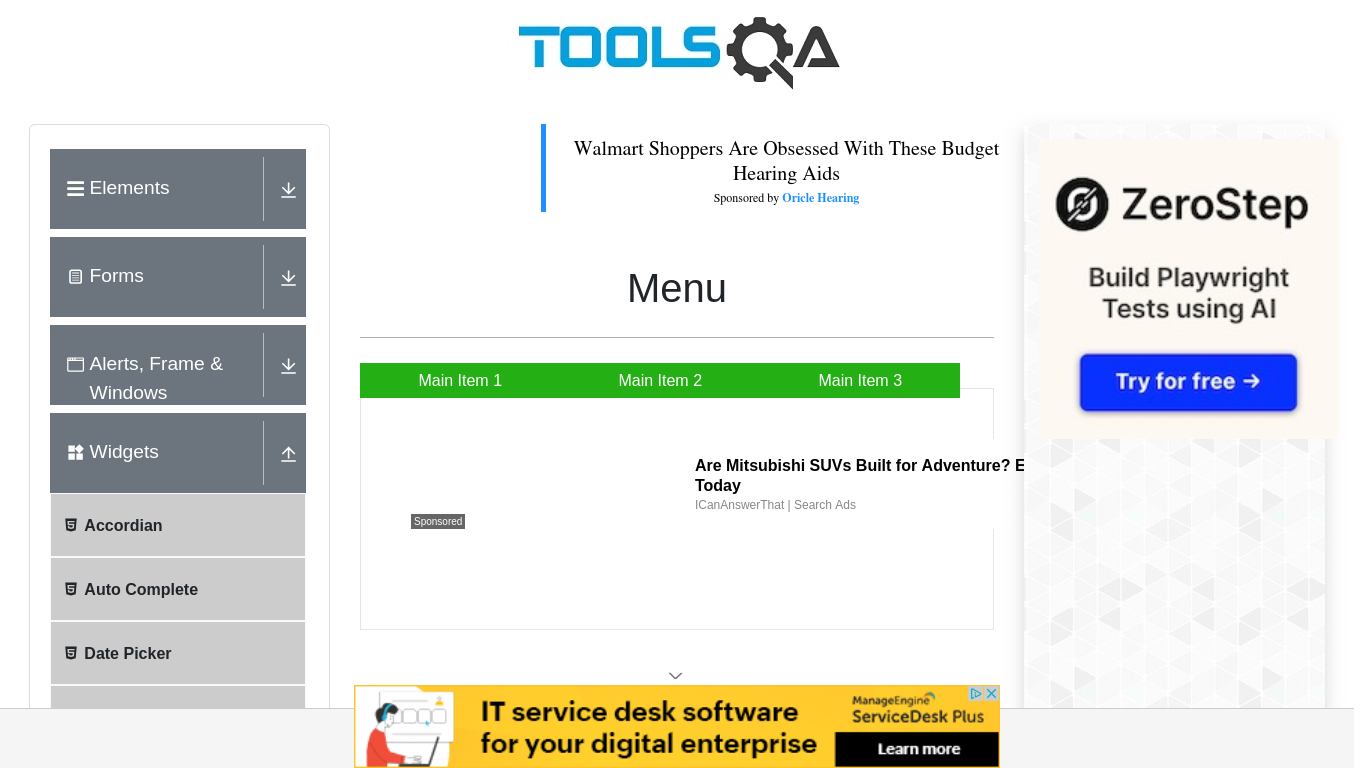 TOOLSQA
Elements
Forms
Alerts, Frame &
Windows
Widgets
Accordian
Auto Complete
Date Picker
Walmart Shoppers Are Obsessed With These Budget
Hearing Aids
Sponsored by Oricle Hearing
Menu
Main Item 1
Main Item 2
Main Item 3
Are Mitsubishi SUVs Built for Adventure? E
Today
ICanAnswerThat | Search Ads
Sponsored
ZeroStep
Build Playwright
Tests using AI
Try for free →
IT service desk software
for your digital enterprise
ManageEngine
ServiceDesk Plus
Learn more